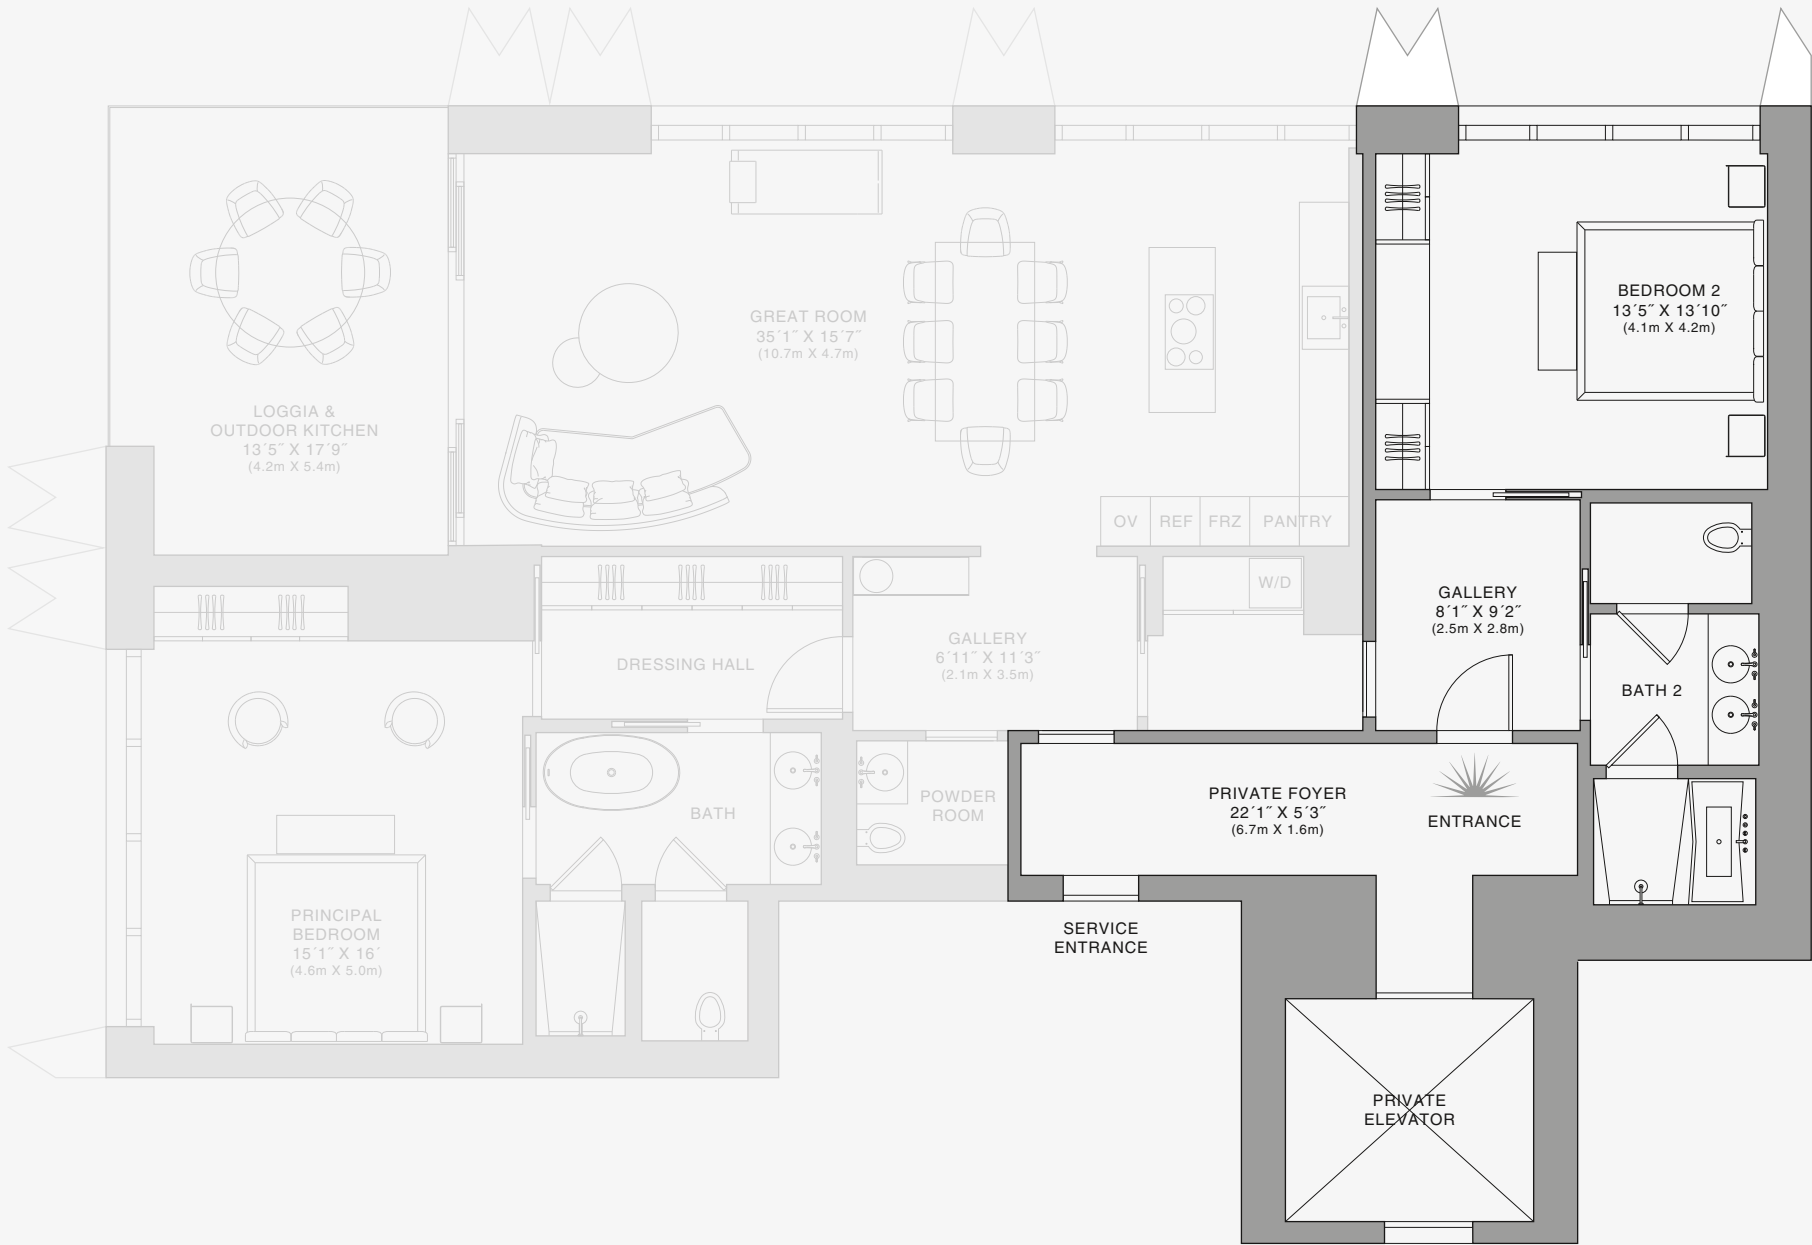 BEDROOM 2
13´5˝ X 13´10˝
(4.1m X 4.2m)
GREAT ROOM
35´1˝ X 15´7˝
(10.7m X 4.7m)
LOGGIA &
OUTDOOR KITCHEN
13´5˝ X 17´9˝
(4.2m X 5.4m)
OV
REF
FRZ
PANTRY
W/D
GALLERY
8´1˝ X 9´2˝
(2.5m X 2.8m)
GALLERY
6´11˝ X 11´3˝
(2.1m X 3.5m)
DRESSING HALL
BATH 2
PRIVATE FOYER
22´1˝ X 5´3˝
(6.7m X 1.6m)
ENTRANCE
POWDER
ROOM
BATH
PRINCIPAL
BEDROOM
15´1˝ X 16´
(4.6m X 5.0m)
SERVICE
ENTRANCE
PRIVATE
ELEVATOR